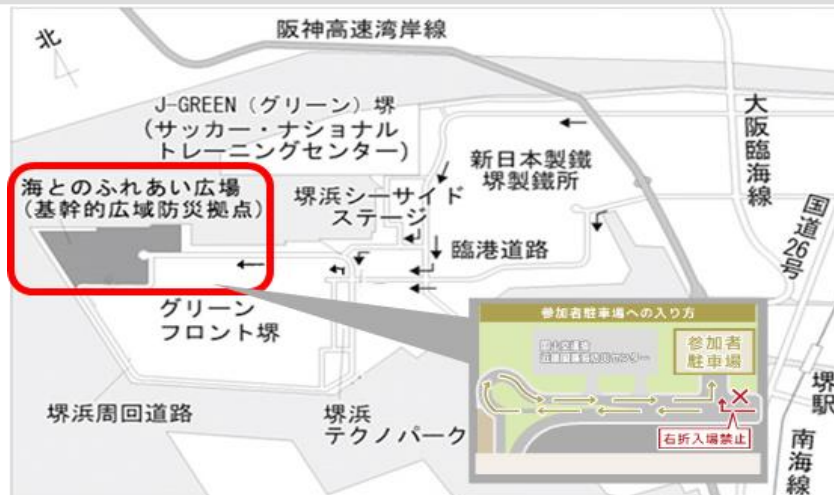 北
阪神高速湾岸線
J-GREEN（グリーン）堺
（サッカー・ナショナル
トレーニングセンター）
大阪臨海線
新日本製鐵
堺製鐵所
国道26号
海とのふれあい広場
（基幹的広域防災拠点）
堺浜シーサイド
ステージ
臨港道路
グリーン
フロント堺
参加者駐車場への入り方
国土交通省
参加者
駐車場
右折入場禁止
堺浜周回道路
堺浜
テクノパーク
堺駅
南海線